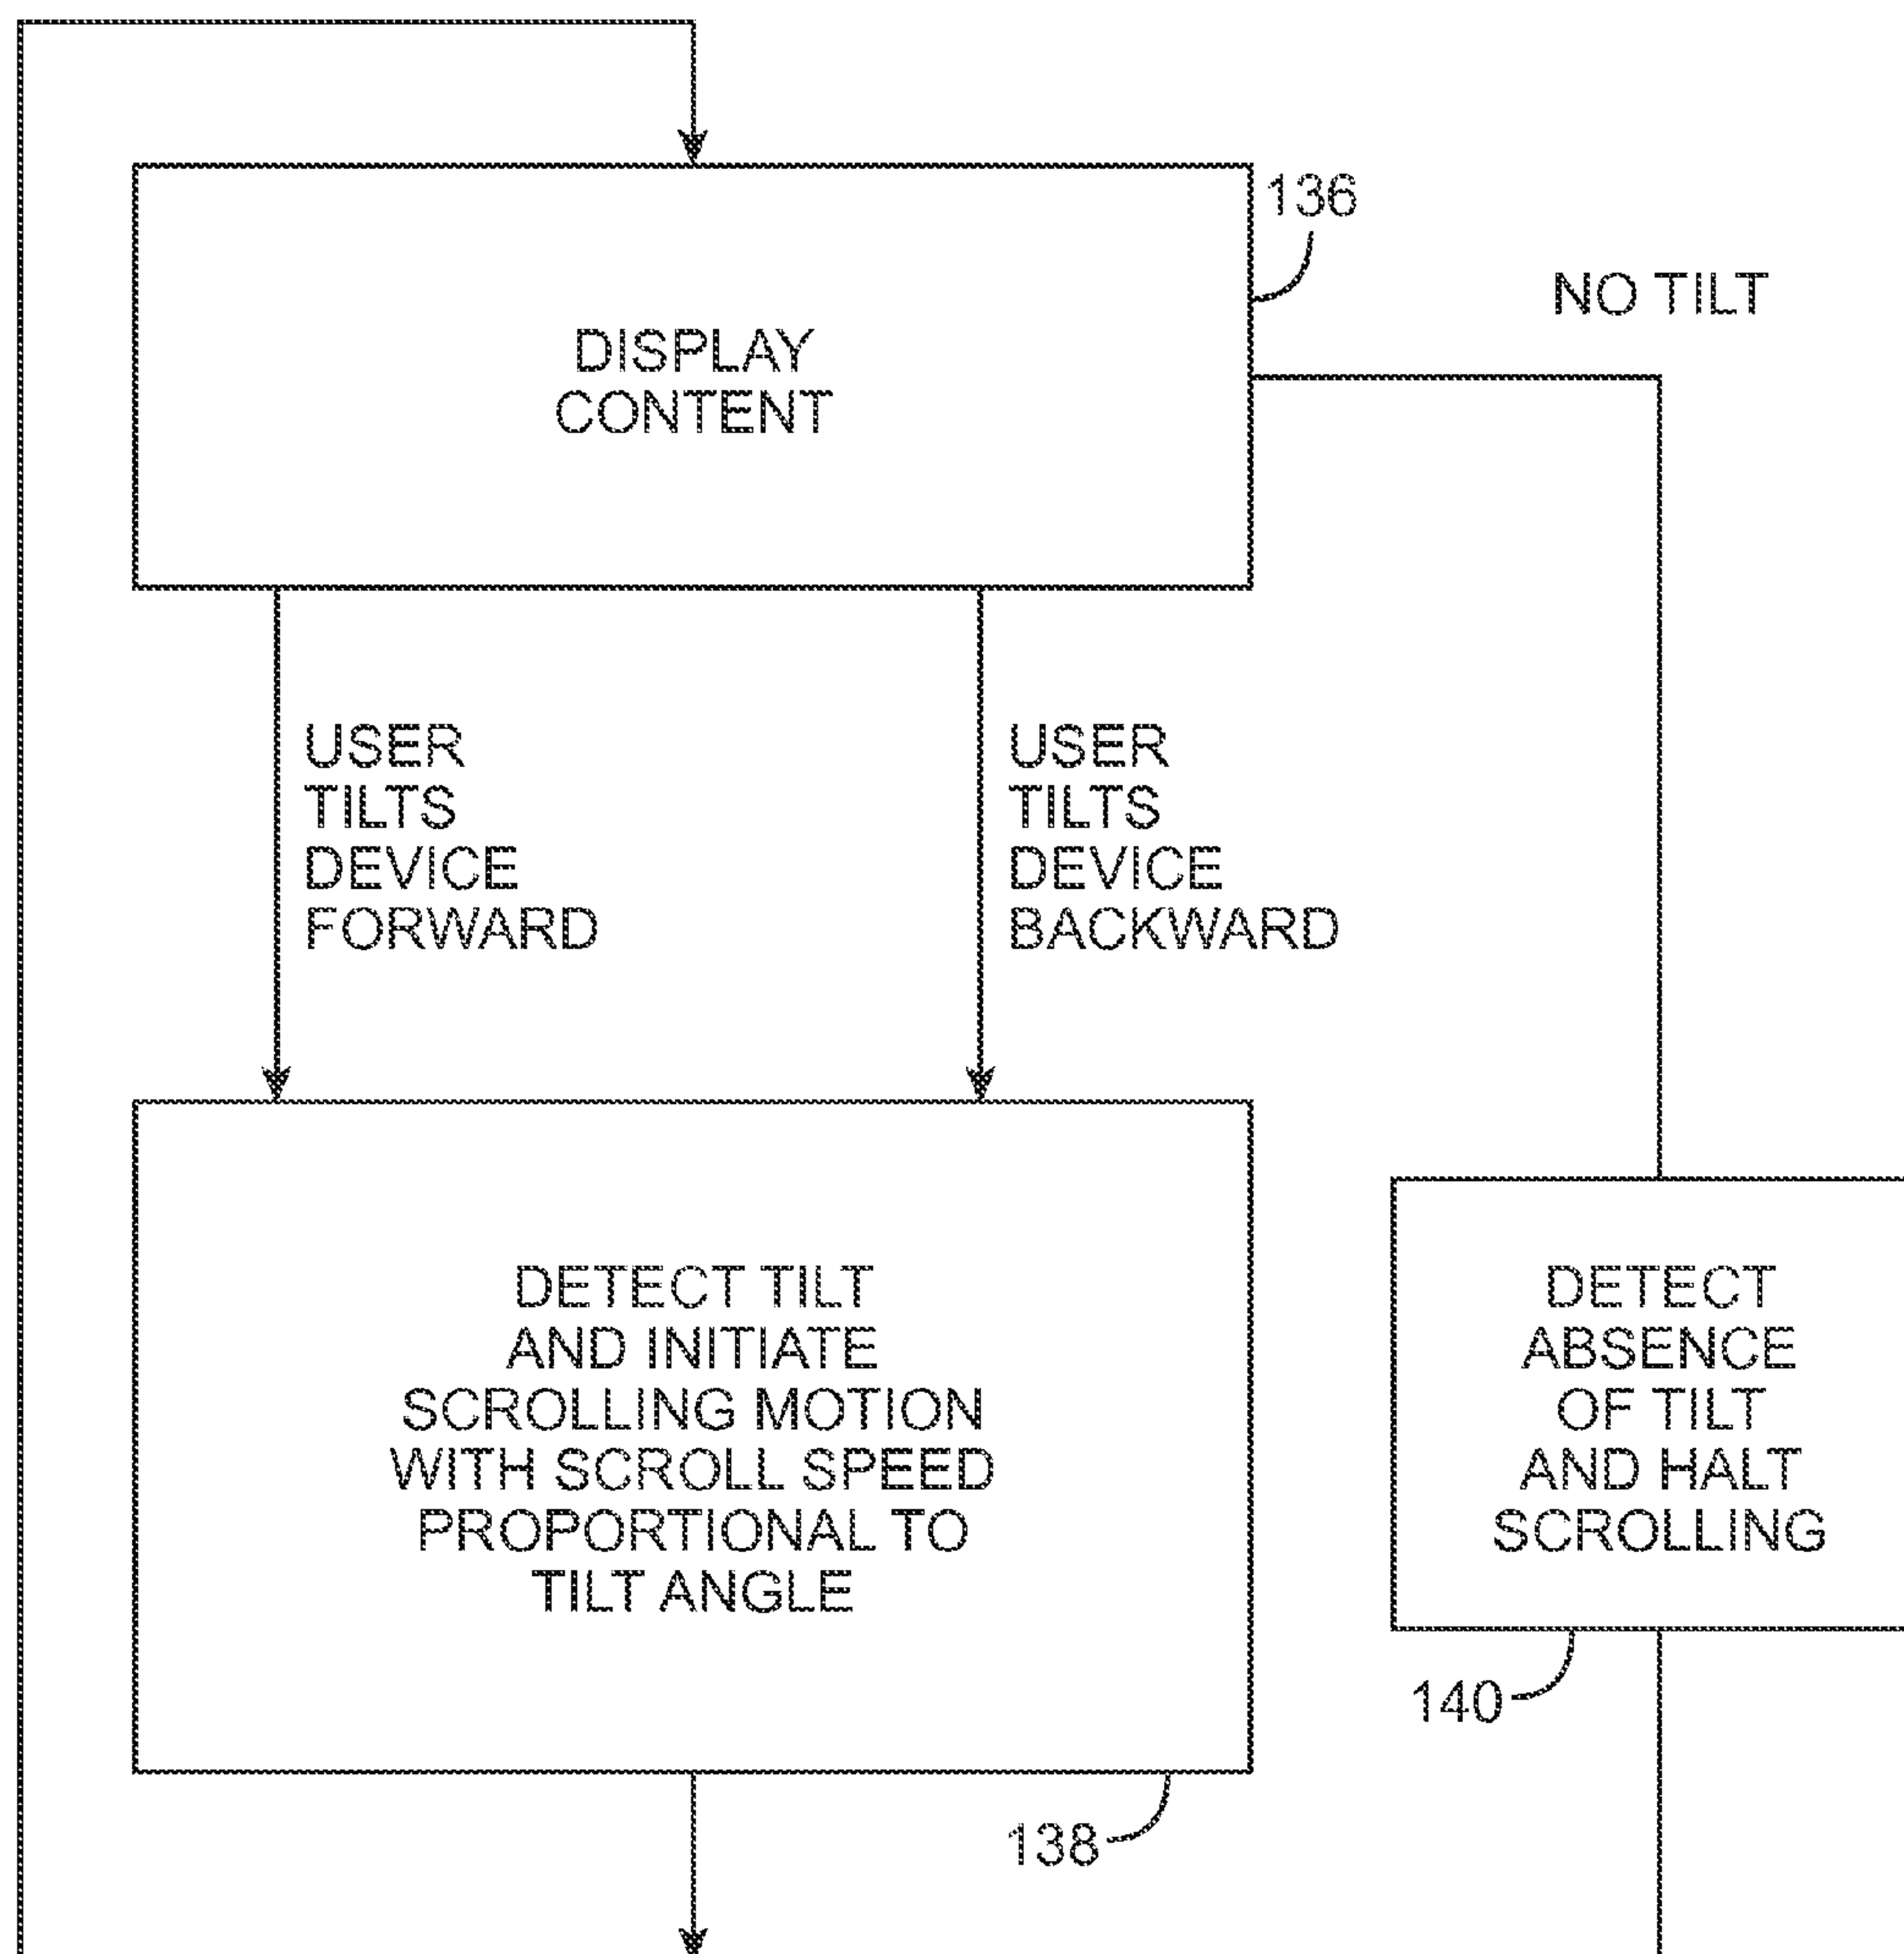 136
NO TILT
DISPLAY
CONTENT
USER
TILTS
DEVICE
FORWARD
USER
TILTS
DEVICE
BACKWARD
DETECT TILT
AND INITIATE
SCROLLING MOTION
WITH SCROLL SPEED
PROPORTIONAL TO
TILT ANGLE
DETECT
ABSENCE
OF TILT
AND HALT
SCROLLING
140
138